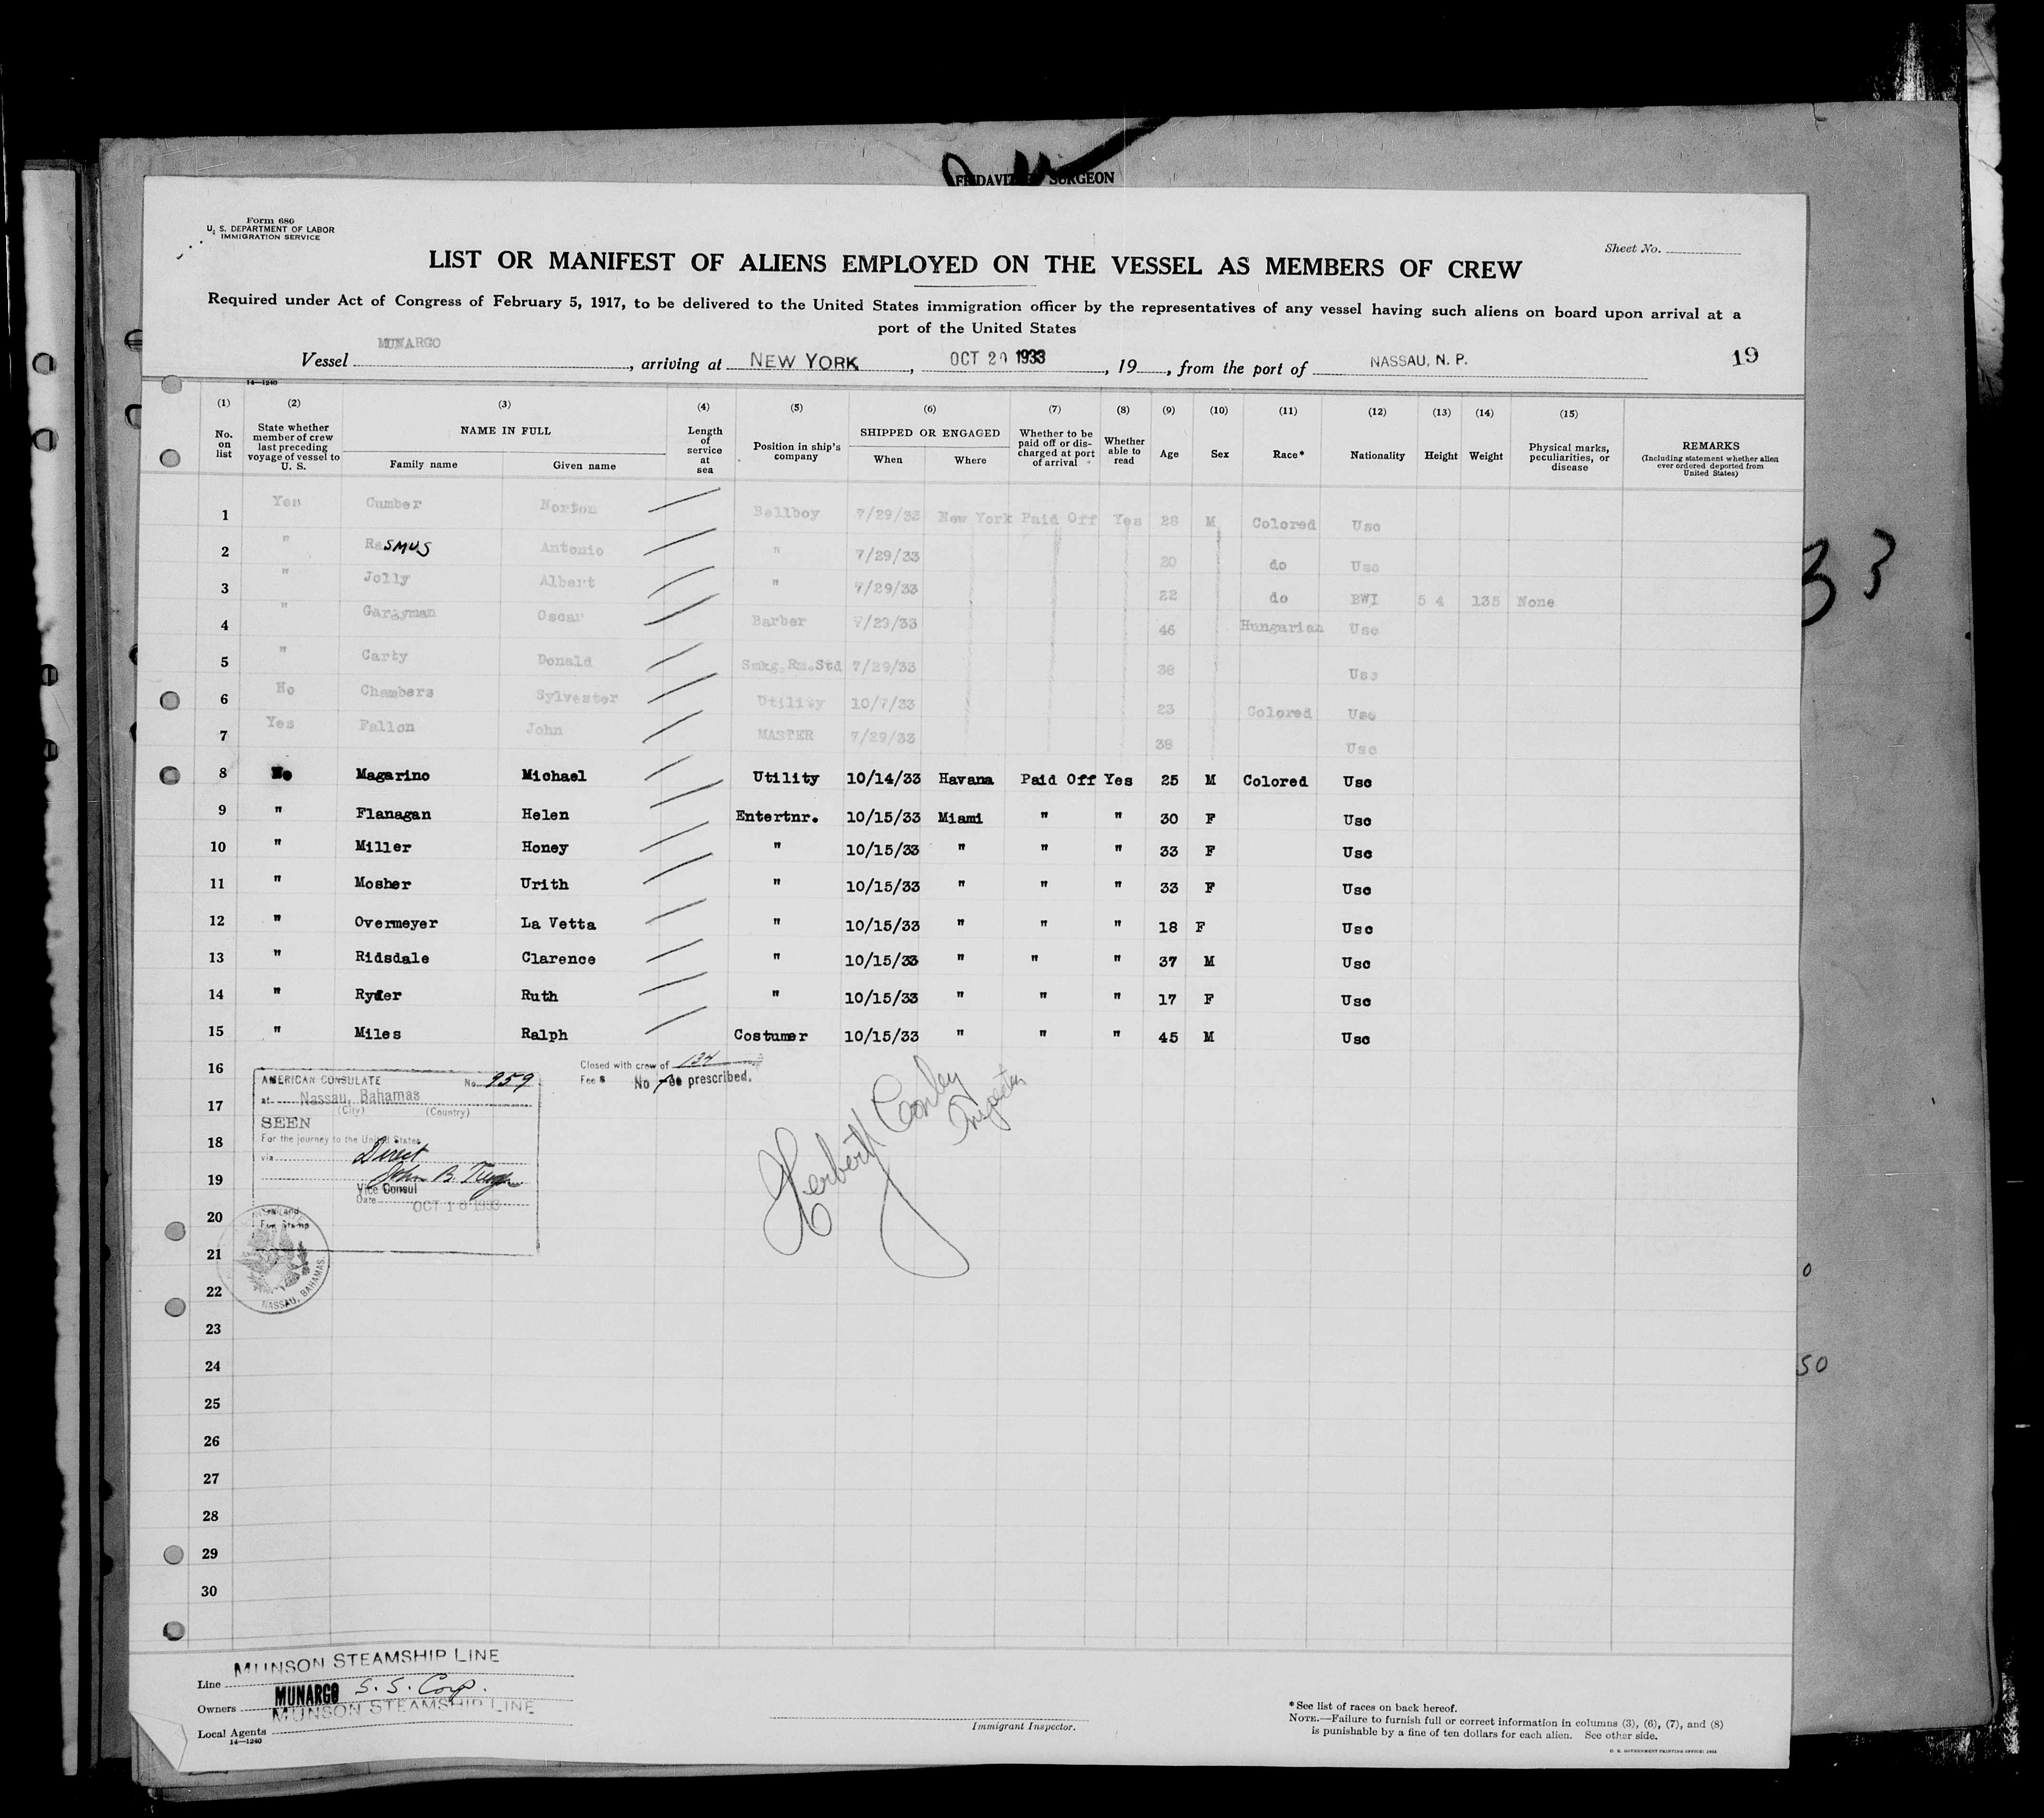 FFIDAVIT SURGEON
Form 680
U. S. DEPARTMENT OF LABOR
IMMIGRATION SERVICE
Sheet No.
LIST OR MANIFEST OF ALIENS EMPLOYED ON THE VESSEL AS MEMBERS OF CREW
Required under Act of Congress of February 5, 1917, to be delivered to the United States immigration officer by the representatives of any vessel having such aliens on board upon arrival at a
port of the United States
Vessel MUNARGO, arriving at NEW YORK, OCT 20 1933, 19, from the port of NASSAU, N. P. 19
14—1240
(1) (2) (3) (4) (5) (6) (7) (8) (9) (10) (11) (12) (13) (14) (15)
No. on list State whether member of crew last preceding voyage of vessel to U. S. NAME IN FULL Family name Given name Length of service at sea Position in ship's company SHIPPED OR ENGAGED When Where Whether to be paid off or discharged at port of arrival Whether able to read Age Sex Race* Nationality Height Weight Physical marks, peculiarities, or disease REMARKS (Including statement whether alien ever ordered deported from United States)
1 Yes Cumber Norton Bellboy 7/29/33 New York Paid Off Yes 28 M Colored Usc
2 " RaSMUS Antonio " 7/29/33 20 do Usc
3 " Jolly Albert " 7/29/33 22 do BWI 5 4 135 None
4 " Gargyman Oscar Barber 7/29/33 46 Hungarian Usc
5 " Carty Donald Smkg.Rm.Std 7/29/33 38 Usc
6 No Chambers Sylvester Utility 10/7/33 23 Colored Usc
7 Yes Fallon John MASTER 7/29/33 38 Usc
8 No Magarino Michael Utility 10/14/33 Havana Paid Off Yes 25 M Colored Usc
9 " Flanagan Helen Entertnr. 10/15/33 Miami " " 30 F Usc
10 " Miller Honey " 10/15/33 " " " 33 F Usc
11 " Mosher Urith " 10/15/33 " " " 33 F Usc
12 " Overmeyer La Vetta " 10/15/33 " " " 18 F Usc
13 " Ridsdale Clarence " 10/15/33 " " " 37 M Usc
14 " Ryder Ruth " 10/15/33 " " " 17 F Usc
15 " Miles Ralph Costumer 10/15/33 " " " 45 M Usc
16
17
18
19
20
21
22
23
24
25
26
27
28
29
30
Closed with crew of 134
Fee $ No fee prescribed.
AMERICAN CONSULATE No. 959
at Nassau, Bahamas
(City) (Country)
SEEN
For the journey to the United States
via Direct
John B.
Vice Consul
Date OCT 18 1933
Seal and
Fee Stamp
NASSAU, BAHAMAS
Herbert Conley
Inspector
33
0
50
MUNSON STEAMSHIP LINE
Line
Owners MUNARGO S. S. Corp.
MUNSON STEAMSHIP LINE
Local Agents
14—1240
Immigrant Inspector.
*See list of races on back hereof.
NOTE.—Failure to furnish full or correct information in columns (3), (6), (7), and (8)
is punishable by a fine of ten dollars for each alien. See other side.
U. S. GOVERNMENT PRINTING OFFICE: 1932